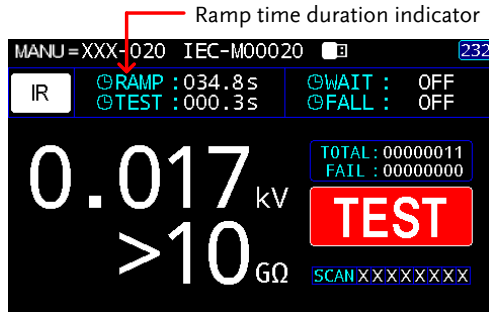 Ramp time duration indicator
MANU=XXX-020 IEC-M00020 232
IR
RAMP :034.8s
TEST :000.3s
WAIT : OFF
FALL : OFF
0.017 kV
>10 GΩ
TOTAL:00000011
FAIL :00000000
TEST
SCAN XXXXXXXX